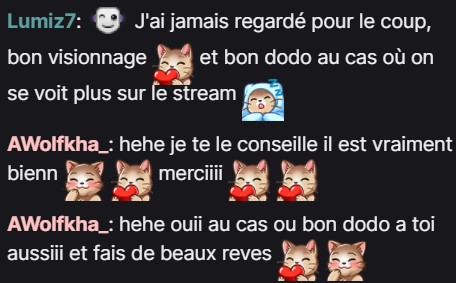 Lumiz7: J'ai jamais regardé pour le coup,
bon visionnage et bon dodo au cas où on
se voit plus sur le stream
AWolfkha_: hehe je te le conseille il est vraiment
bienn merciiii
AWolfkha_: hehe ouii au cas ou bon dodo a toi
aussiii et fais de beaux reves